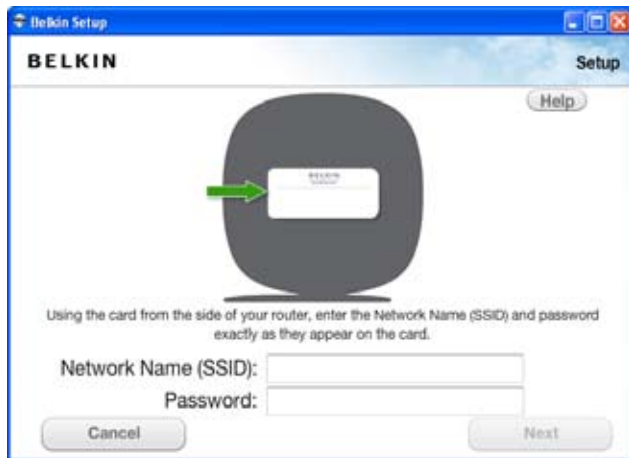 Belkin Setup
BELKIN
Setup
Help
BELKIN
Using the card from the side of your router, enter the Network Name (SSID) and password
exactly as they appear on the card.
Network Name (SSID):
Password:
Cancel
Next